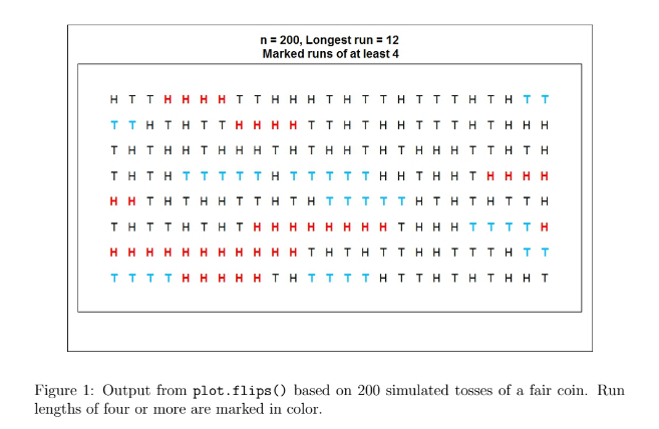 n = 200, Longest run = 12
Marked runs of at least 4
H T T H H H H T T H H H T H T T H T T T H T H T T
T T H T H T T H H H H T T H T H H T T T H T H H H
T H T H H T H H H T H T H H T H T H H H T T H T H
T H T H T T T T T H T T T T T H H T H H T H H H H
H H T H T H H T T H T H T T T T T H T H T H T T H
T H T T H T H T H H H H H H H H T H H H T T T T H
H H H H H H H H H H H T H T H T T H H T T T H T T
T T T T H H H H H T H T T T T H T T H T H T H H T
Figure 1: Output from plot.flips() based on 200 simulated tosses of a fair coin. Run
lengths of four or more are marked in color.